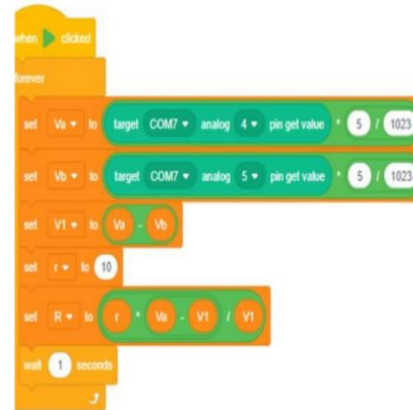 when clicked
forever
set Va to target COM7 analog 4 pin get value * 5 / 1023
set Vb to target COM7 analog 5 pin get value * 5 / 1023
set V1 to Va - Vb
set r to 10
set R to r * Va - V1 / V1
wait 1 seconds